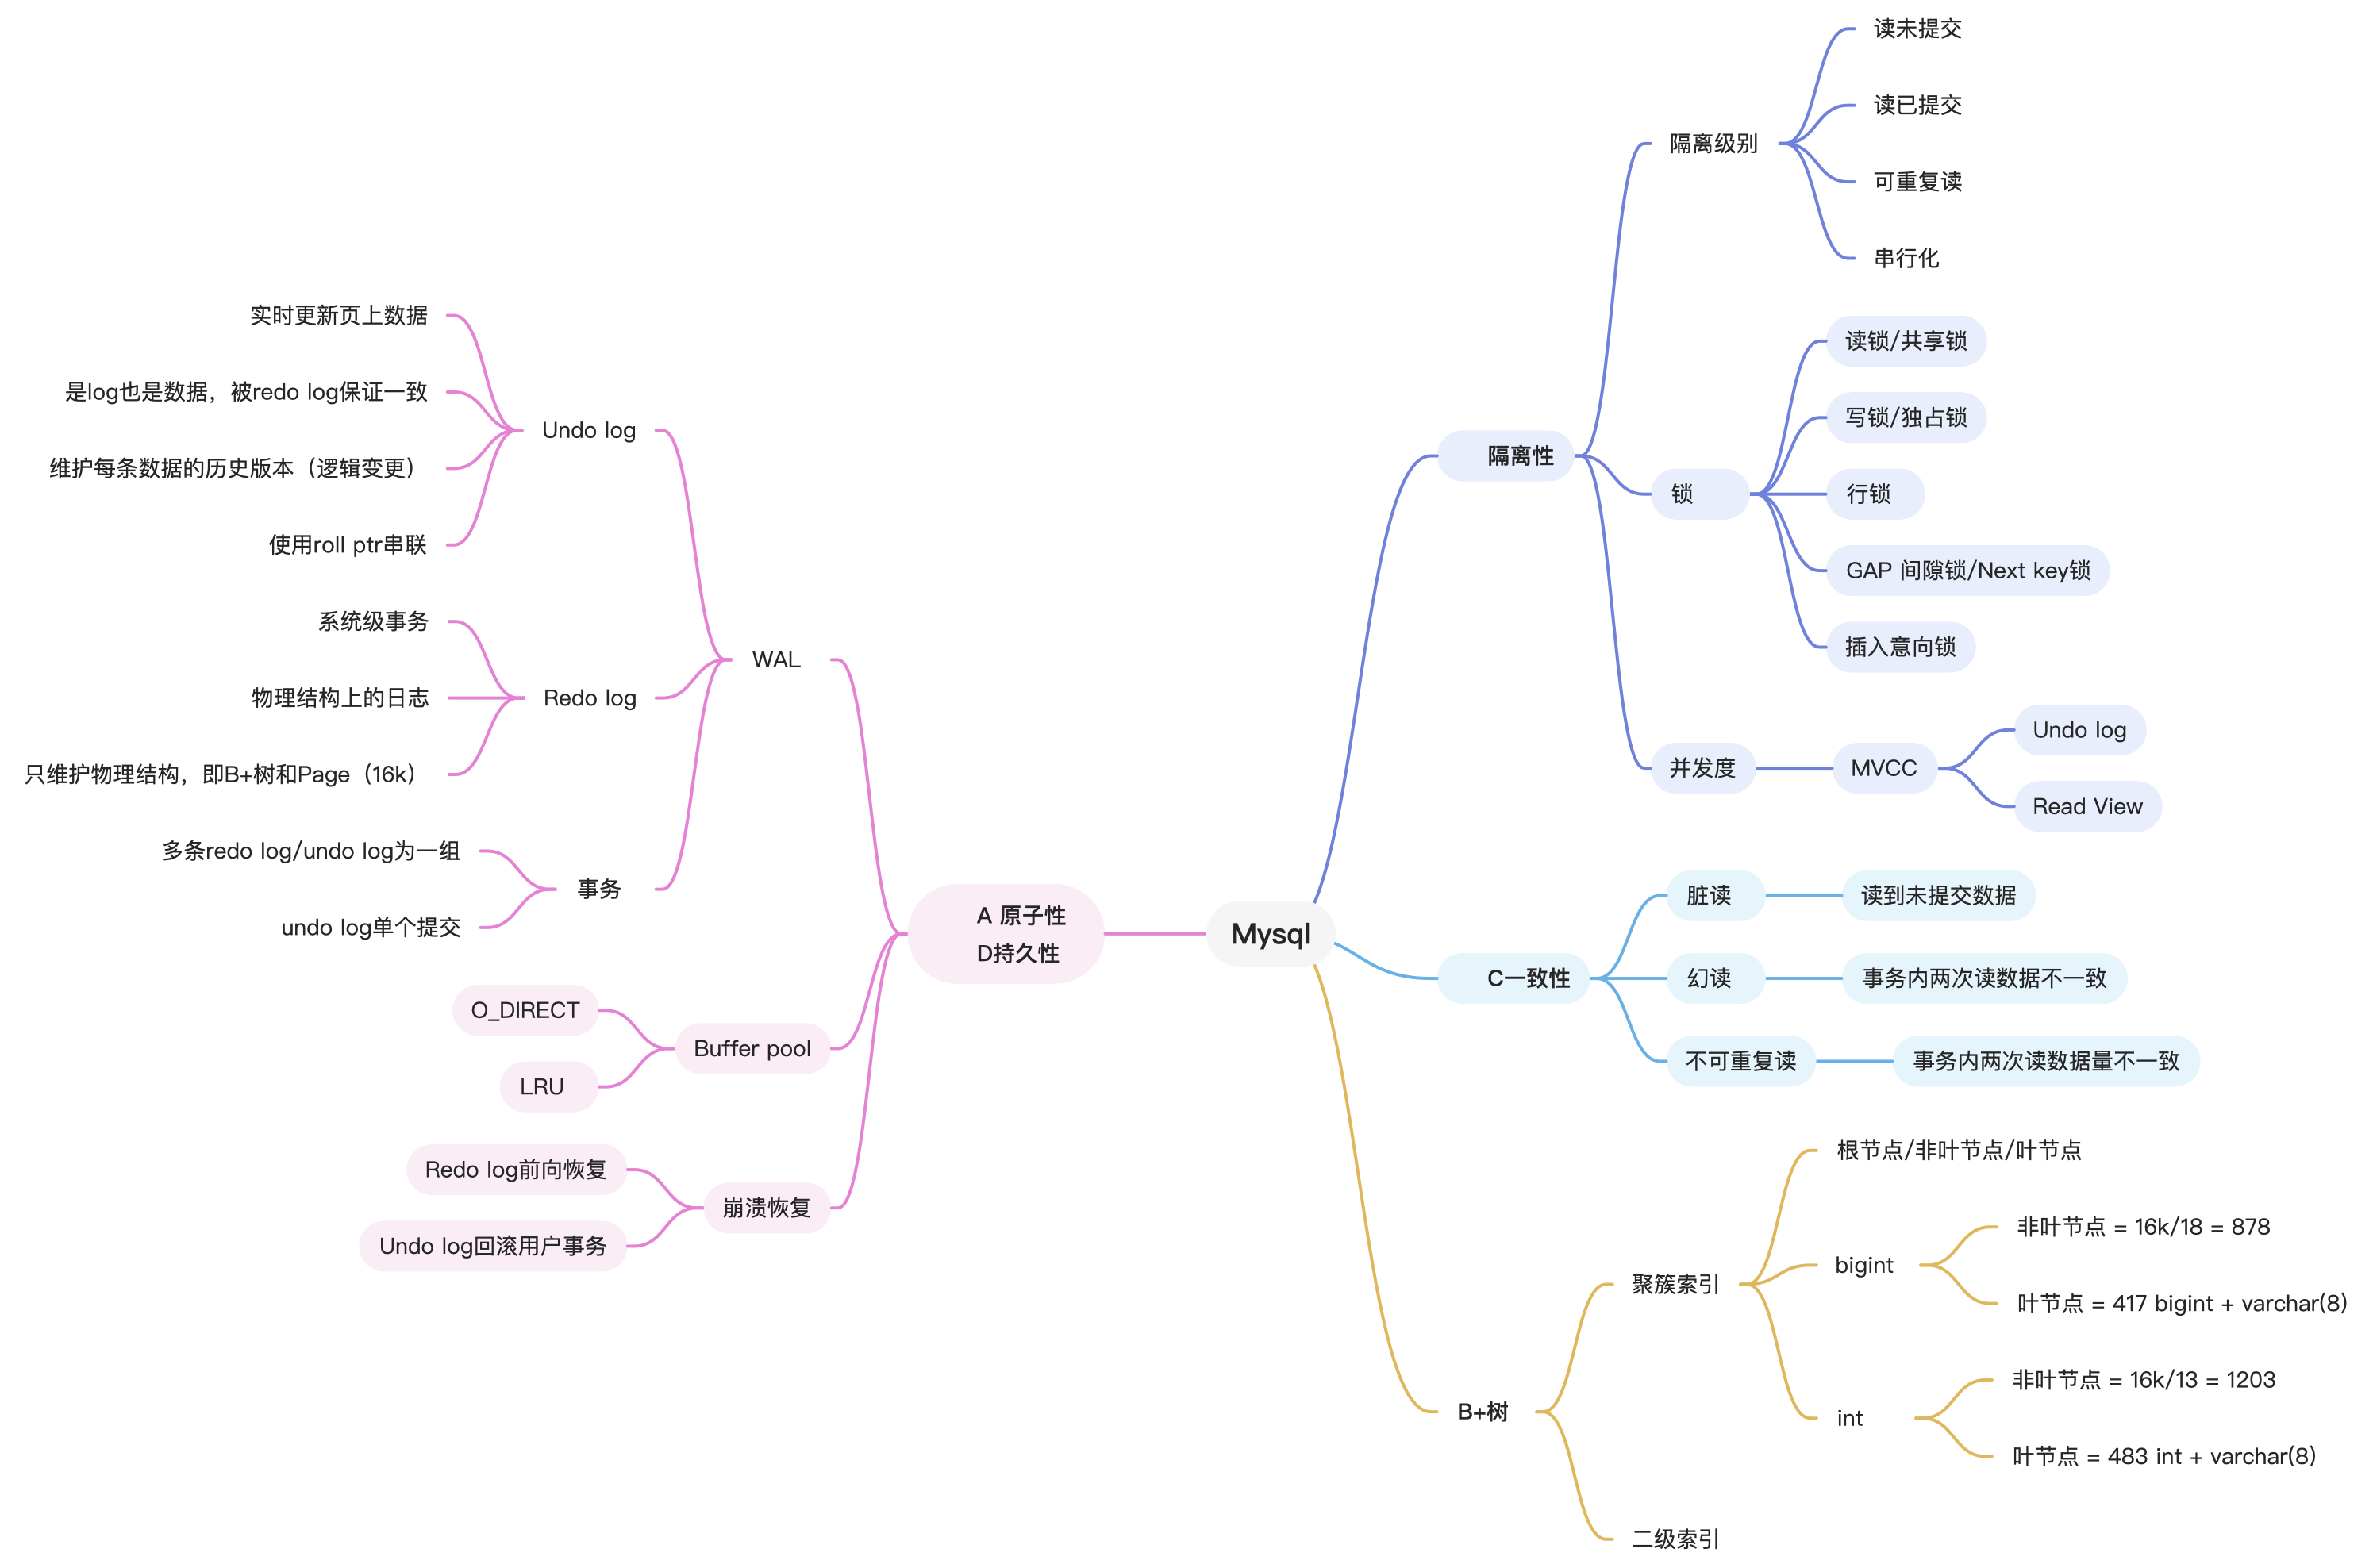 Mysql
隔离性
隔离级别
读未提交
读已提交
可重复读
串行化
锁
读锁/共享锁
写锁/独占锁
行锁
GAP 间隙锁/Next key锁
插入意向锁
并发度
MVCC
Undo log
Read View
C一致性
脏读
读到未提交数据
幻读
事务内两次读数据不一致
不可重复读
事务内两次读数据量不一致
B+树
聚簇索引
根节点/非叶节点/叶节点
bigint
非叶节点 = 16k/18 = 878
叶节点 = 417 bigint + varchar(8)
int
非叶节点 = 16k/13 = 1203
叶节点 = 483 int + varchar(8)
二级索引
A 原子性
D持久性
WAL
Undo log
实时更新页上数据
是log也是数据，被redo log保证一致
维护每条数据的历史版本（逻辑变更）
使用roll ptr串联
Redo log
系统级事务
物理结构上的日志
只维护物理结构，即B+树和Page（16k）
事务
多条redo log/undo log为一组
undo log单个提交
Buffer pool
O_DIRECT
LRU
崩溃恢复
Redo log前向恢复
Undo log回滚用户事务